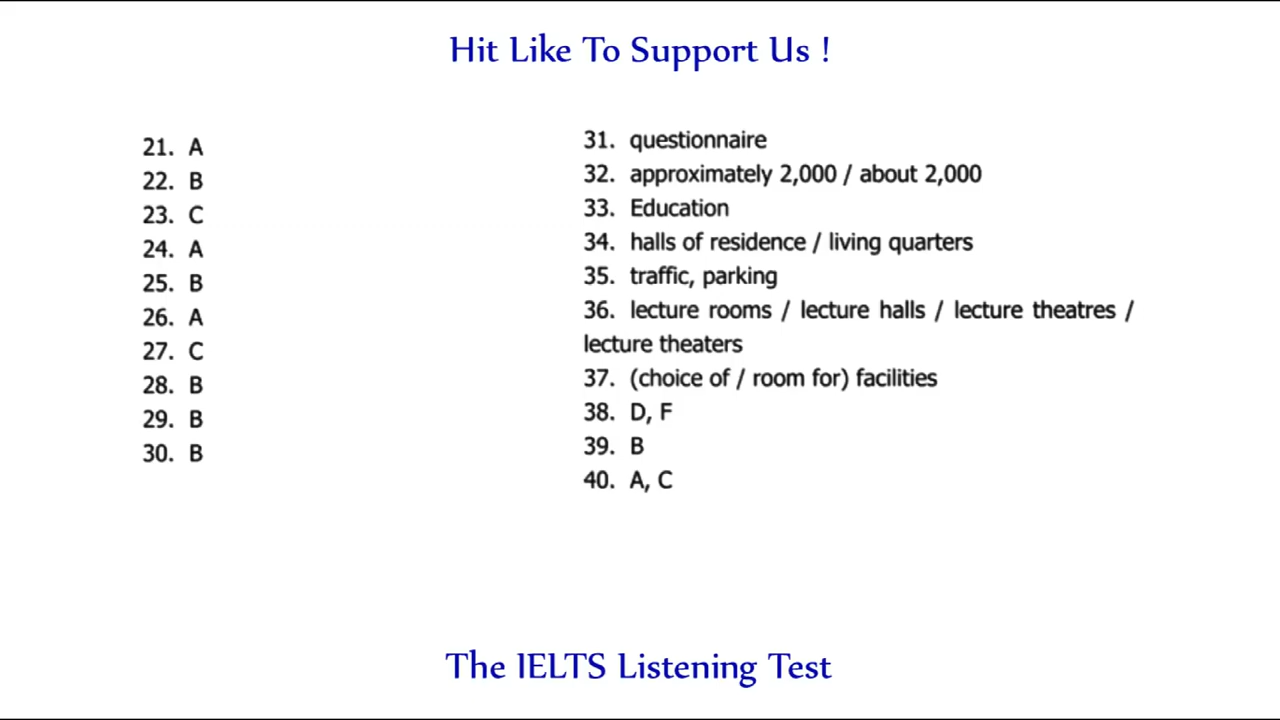 Hit Like To Support Us !
21. A
22. B
23. C
24. A
25. B
26. A
27. C
28. B
29. B
30. B
31. questionnaire
32. approximately 2,000 / about 2,000
33. Education
34. halls of residence / living quarters
35. traffic, parking
36. lecture rooms / lecture halls / lecture theatres /
lecture theaters
37. (choice of / room for) facilities
38. D, F
39. B
40. A, C
The IELTS Listening Test